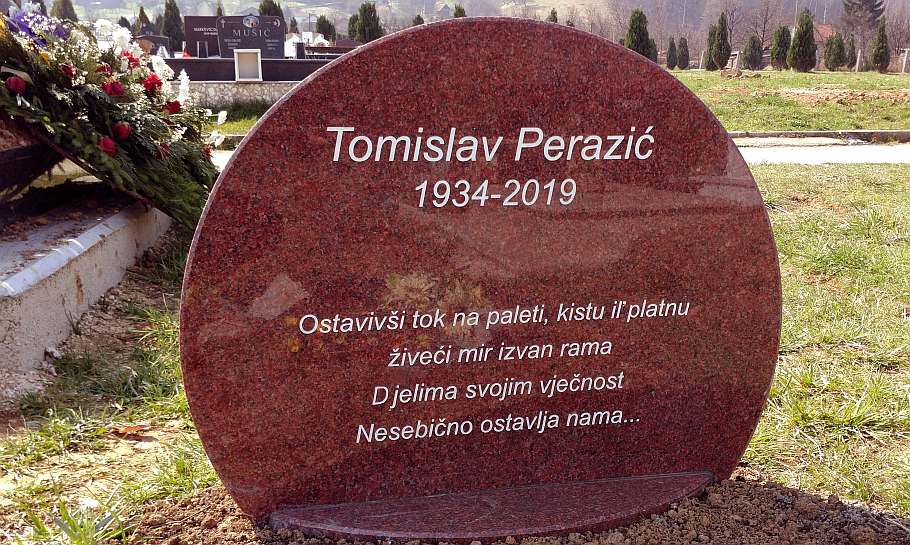 MUŠIĆ
Tomislav Perazić
1934-2019
Ostavivši tok na paleti, kistu il' platnu
živeći mir izvan rama
Djelima svojim vječnost
Nesebično ostavlja nama...